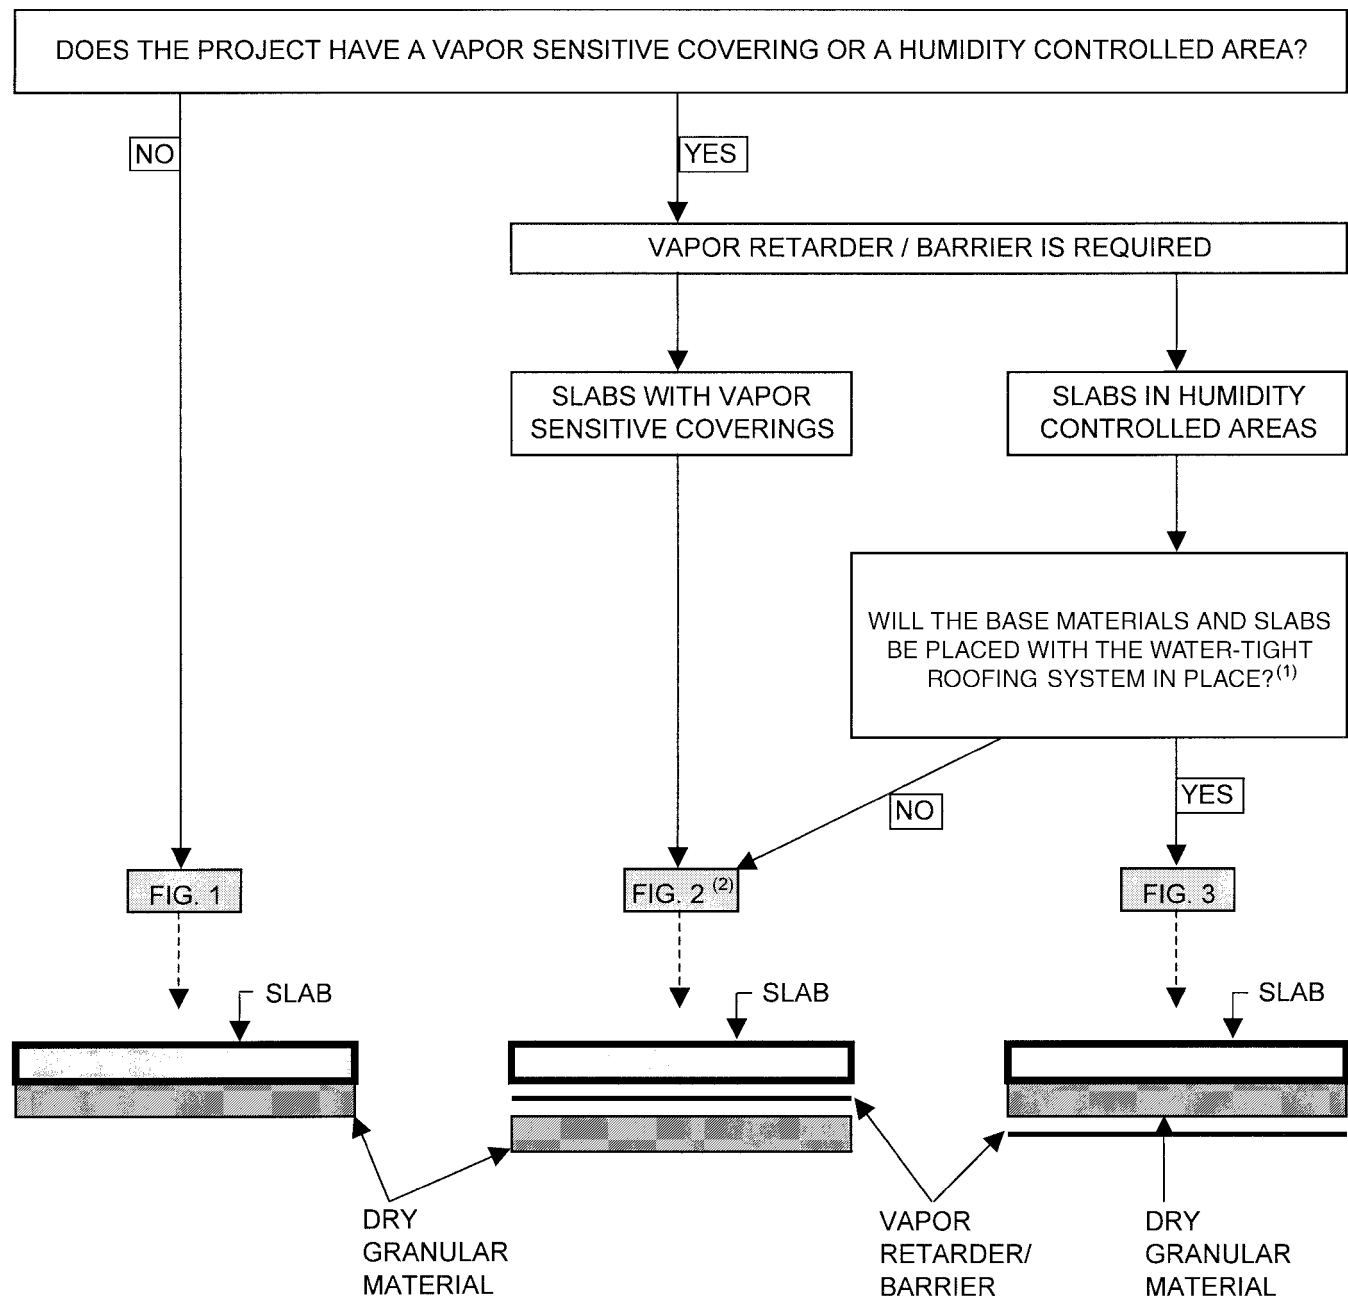 DOES THE PROJECT HAVE A VAPOR SENSITIVE COVERING OR A HUMIDITY CONTROLLED AREA?
NO
YES
VAPOR RETARDER / BARRIER IS REQUIRED
SLABS WITH VAPOR
SENSITIVE COVERINGS
SLABS IN HUMIDITY
CONTROLLED AREAS
WILL THE BASE MATERIALS AND SLABS
BE PLACED WITH THE WATER-TIGHT
ROOFING SYSTEM IN PLACE?(1)
NO
YES
FIG. 1
FIG. 2 (2)
FIG. 3
SLAB
SLAB
SLAB
DRY
GRANULAR
MATERIAL
VAPOR
RETARDER/
BARRIER
DRY
GRANULAR
MATERIAL